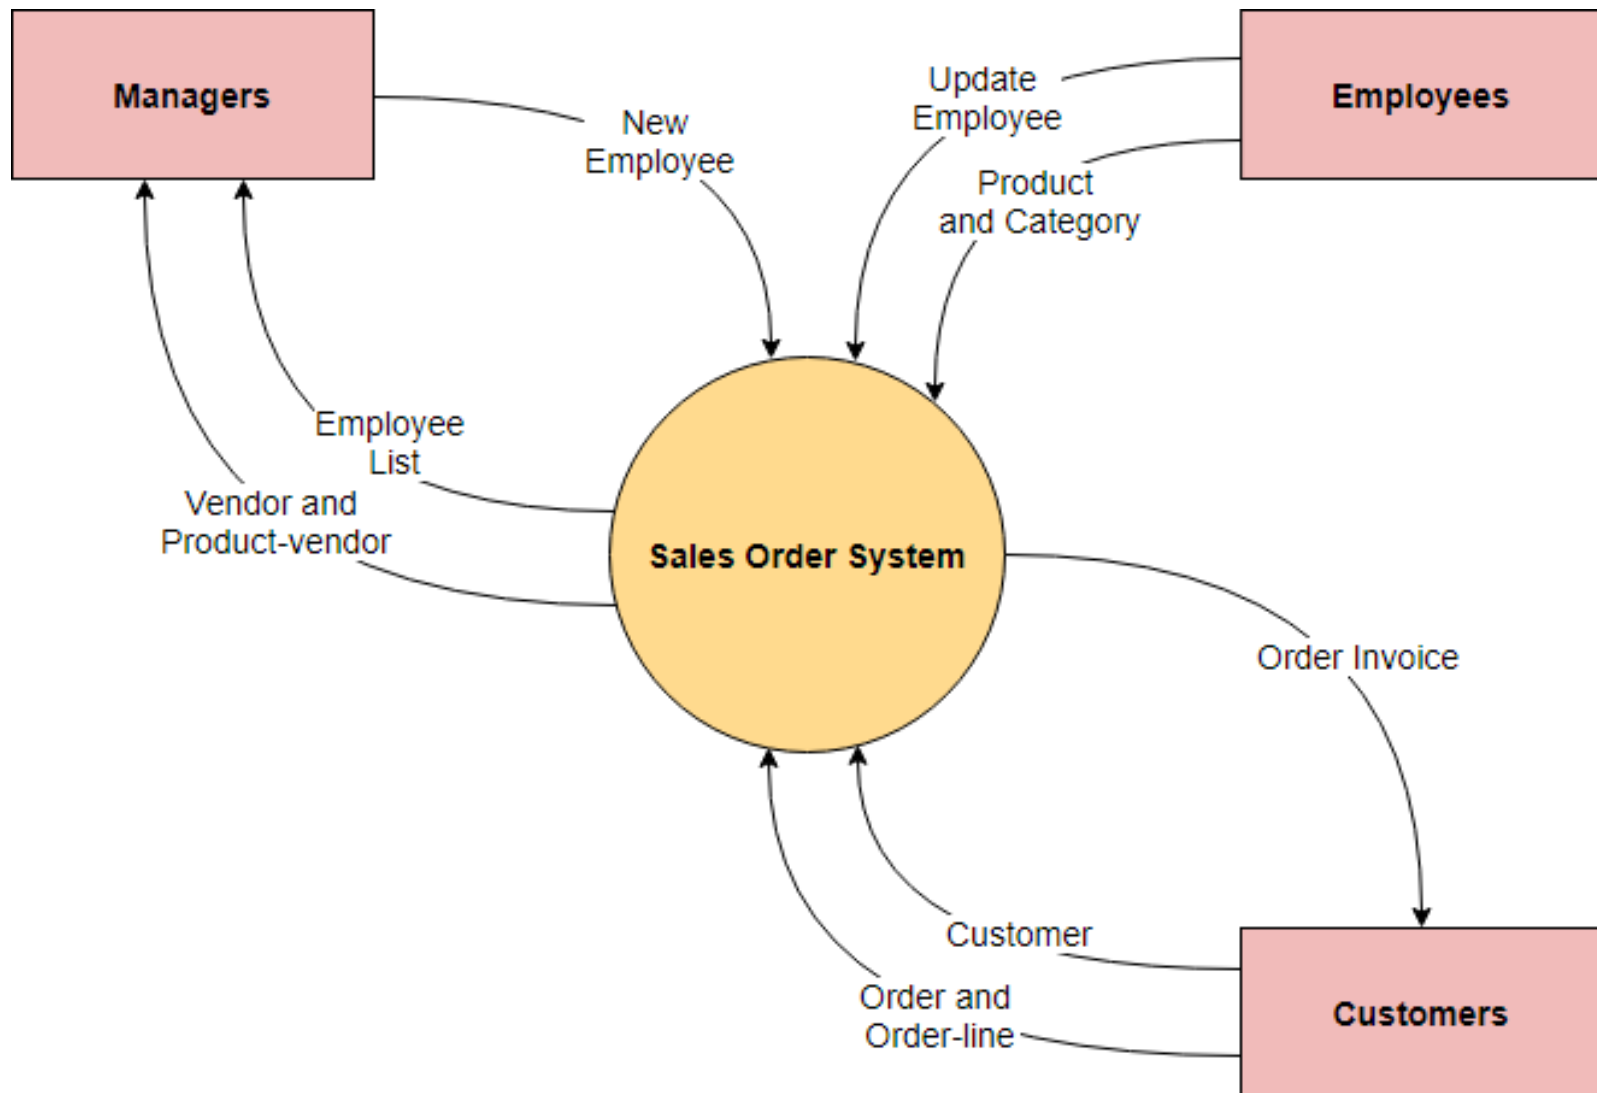 Managers
Employees
New
Employee
Update
Employee
Product
and Category
Employee
List
Vendor and
Product-vendor
Sales Order System
Order Invoice
Customer
Order and
Order-line
Customers